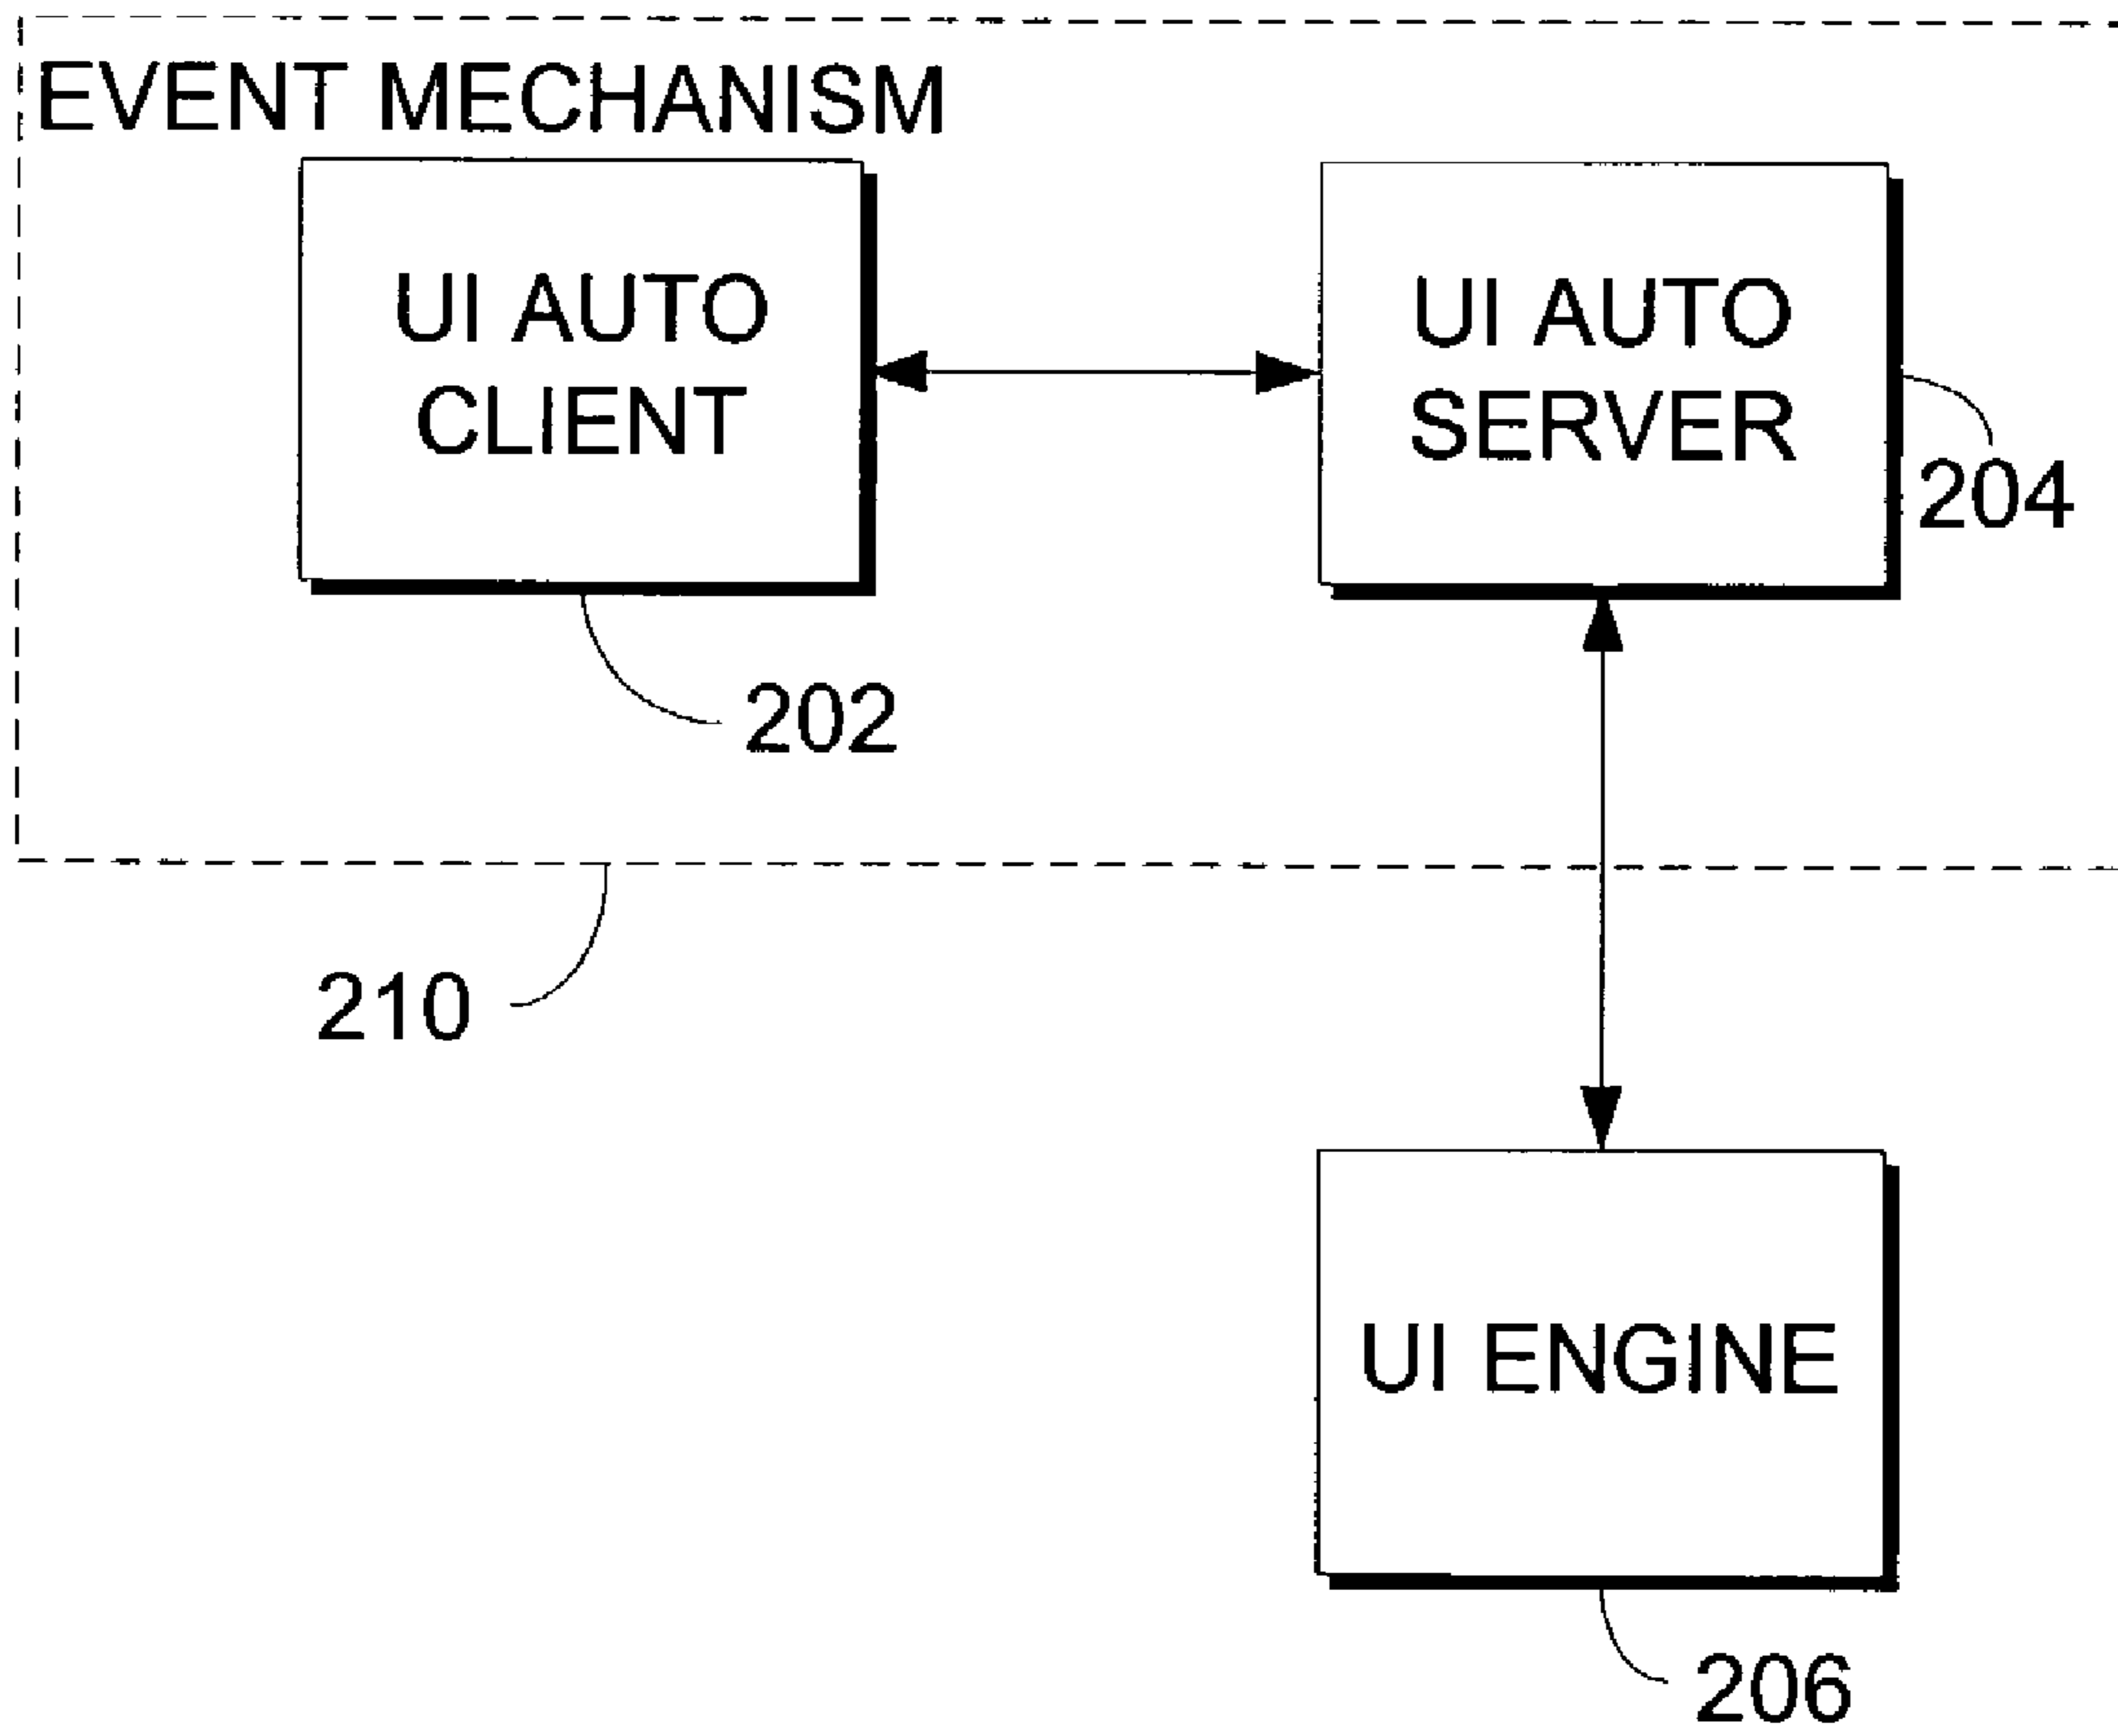 EVENT MECHANISM
UI AUTO
CLIENT
UI AUTO
SERVER
204
202
210
UI ENGINE
206